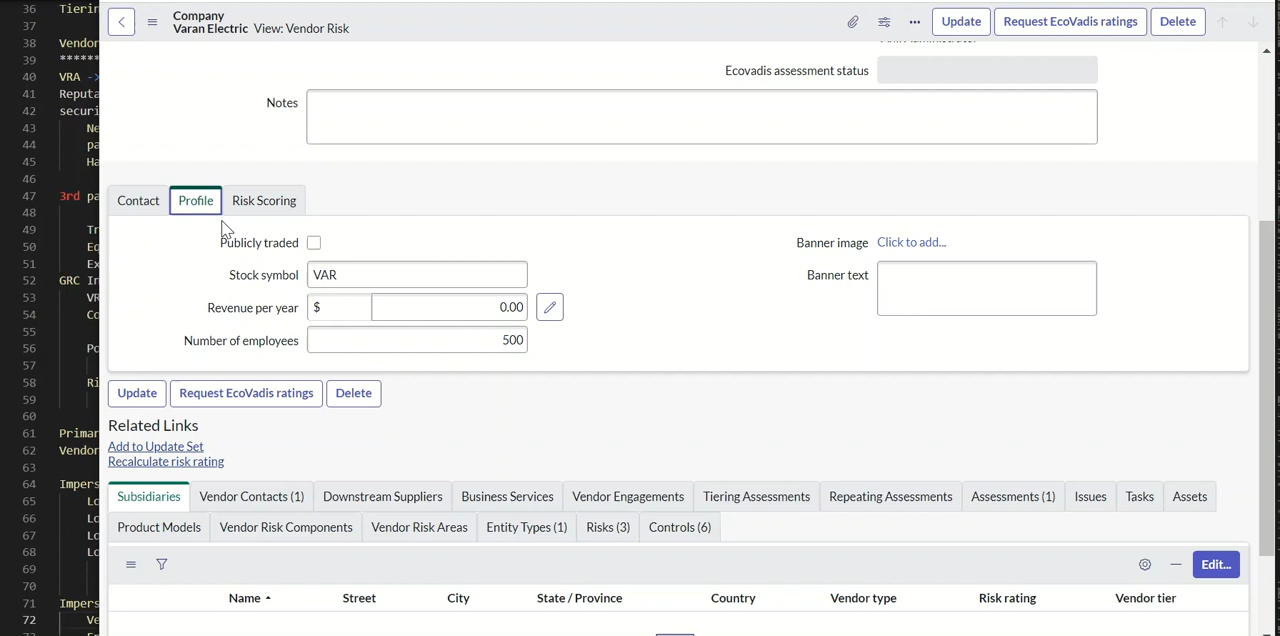 36 Tierin
37
38 Vendor
39 ******
40 VRA ->
41 Reputa
42 securi
43 Ne
44 pa
45 Ha
46
47 3rd pa
48
49 Tr
50 Ed
51 Ex
52 GRC In
53 VR
54 Co
55
56 Po
57
58 Ri
59
60
61 Primar
62 Vendor
63
64 Impers
65 Lo
66 Lo
67 Lo
68 Lo
69
70
71 Impers
72 Ve
Company
Varan Electric View: Vendor Risk
Update Request EcoVadis ratings Delete
Ecovadis assessment status
Notes
Contact Profile Risk Scoring
Publicly traded Banner image Click to add...
Stock symbol VAR Banner text
Revenue per year $ 0.00
Number of employees 500
Update Request EcoVadis ratings Delete
Related Links
Add to Update Set
Recalculate risk rating
Subsidiaries Vendor Contacts (1) Downstream Suppliers Business Services Vendor Engagements Tiering Assessments Repeating Assessments Assessments (1) Issues Tasks Assets
Product Models Vendor Risk Components Vendor Risk Areas Entity Types (1) Risks (3) Controls (6)
Edit...
Name Street City State / Province Country Vendor type Risk rating Vendor tier